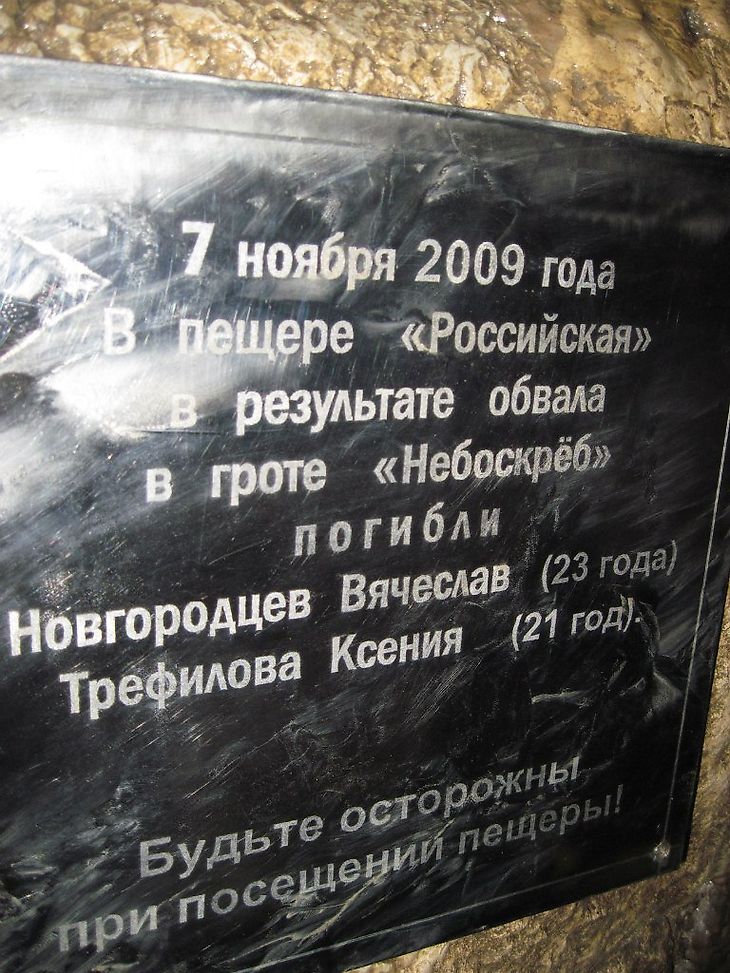 7 ноября 2009 года
В пещере «Российская»
в результате обвала
в гроте «Небоскрёб»
погибли
Новгородцев Вячеслав (23 года)
Трефилова Ксения (21 год).
Будьте осторожны
при посещении пещеры!